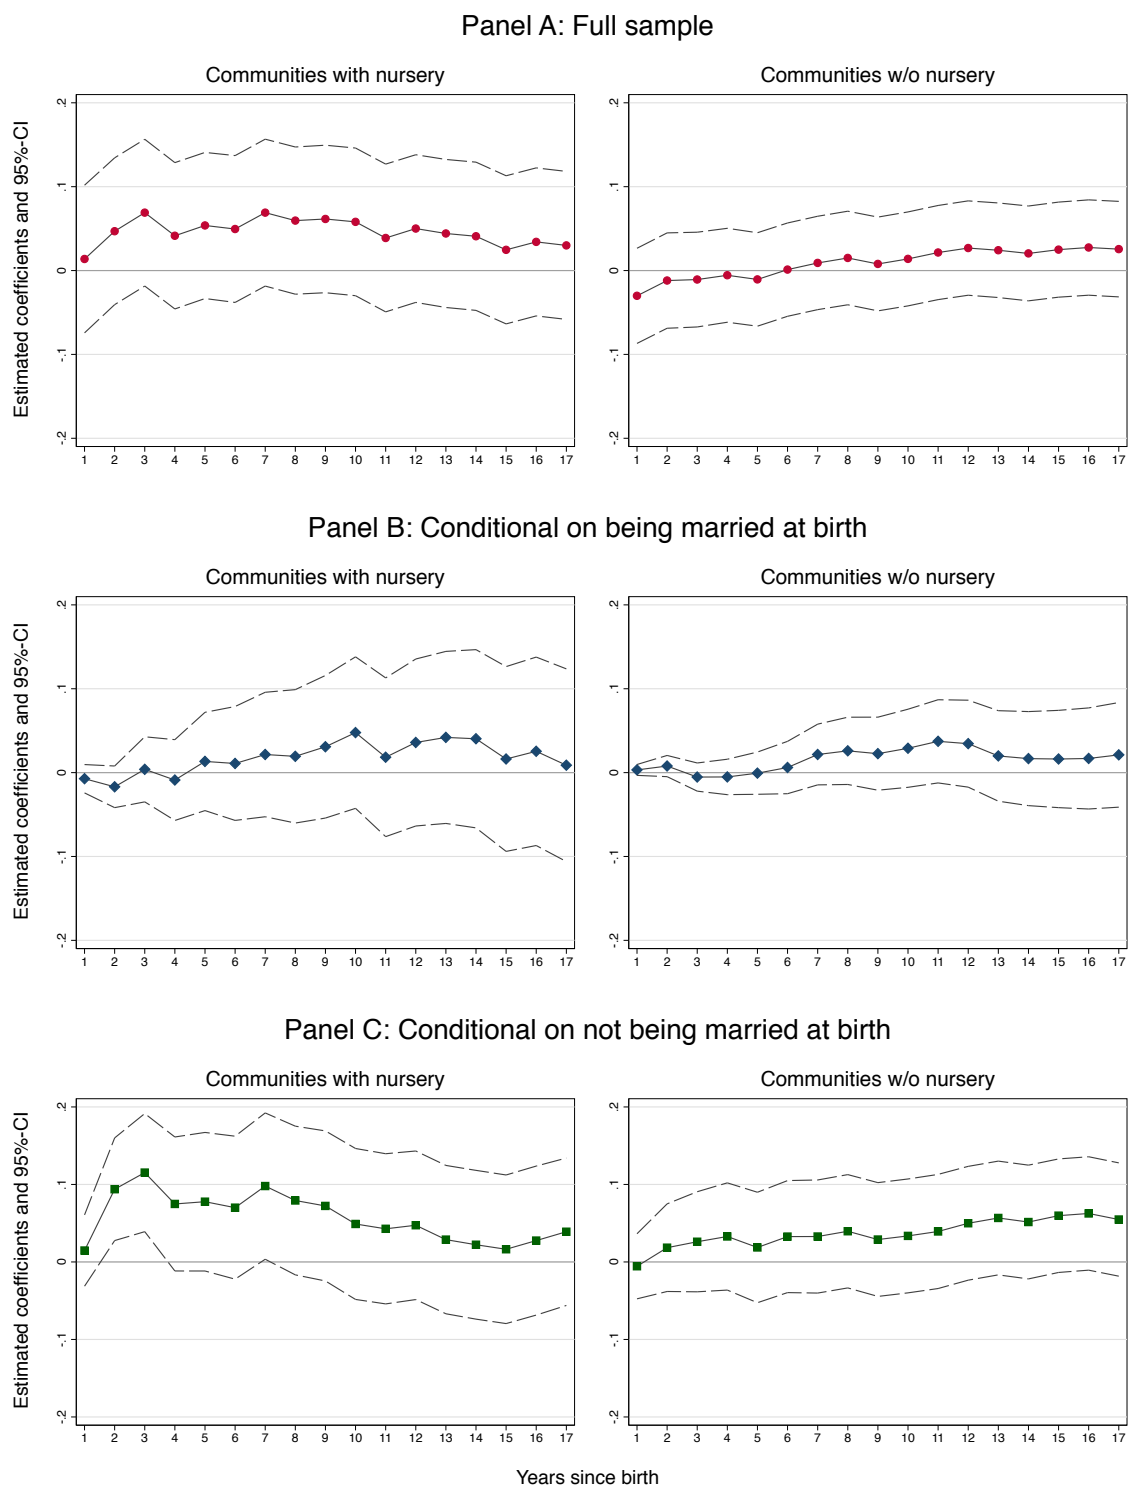 Panel A: Full sample
Communities with nursery
Communities w/o nursery
Estimated coefficients and 95%-CI
.2
.1
0
-.1
-.2
1 2 3 4 5 6 7 8 9 10 11 12 13 14 15 16 17
.2
.1
0
-.1
-.2
1 2 3 4 5 6 7 8 9 10 11 12 13 14 15 16 17
Panel B: Conditional on being married at birth
Communities with nursery
Communities w/o nursery
Estimated coefficients and 95%-CI
.2
.1
0
-.1
-.2
1 2 3 4 5 6 7 8 9 10 11 12 13 14 15 16 17
.2
.1
0
-.1
-.2
1 2 3 4 5 6 7 8 9 10 11 12 13 14 15 16 17
Panel C: Conditional on not being married at birth
Communities with nursery
Communities w/o nursery
Estimated coefficients and 95%-CI
.2
.1
0
-.1
-.2
1 2 3 4 5 6 7 8 9 10 11 12 13 14 15 16 17
.2
.1
0
-.1
-.2
1 2 3 4 5 6 7 8 9 10 11 12 13 14 15 16 17
Years since birth